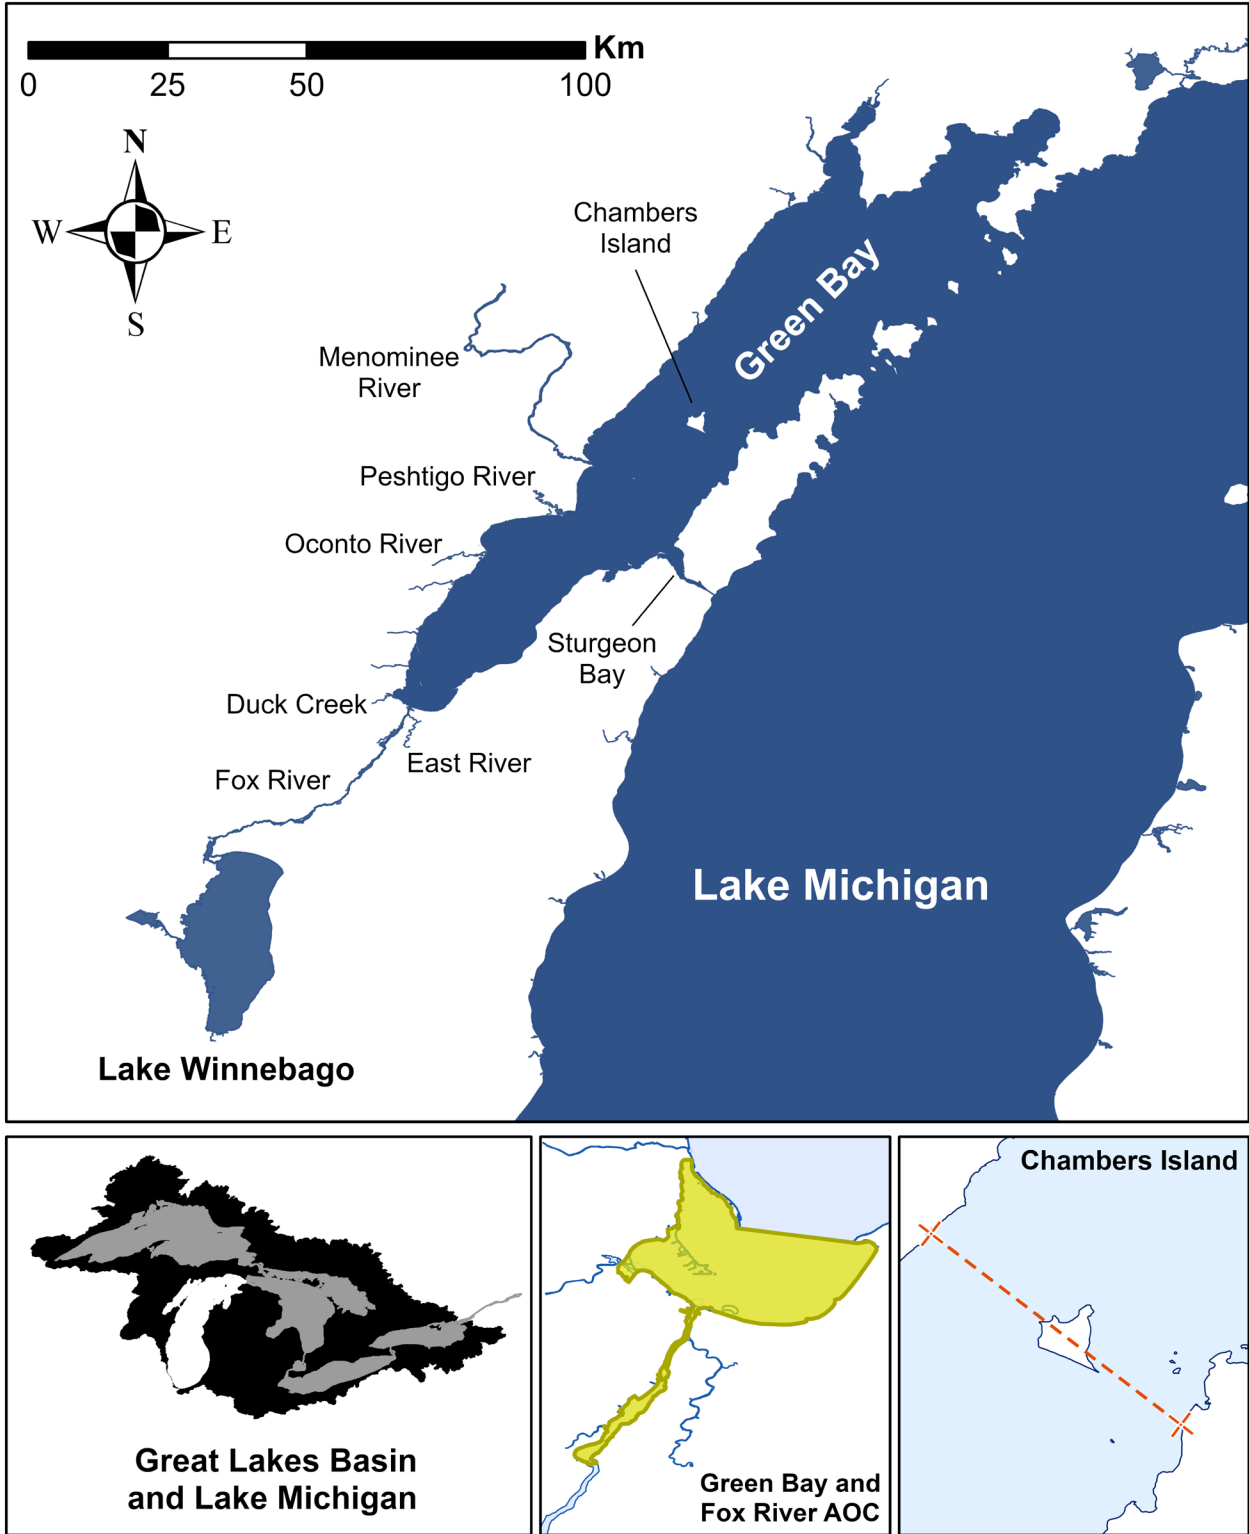 Km
0 25 50 100
N
W E
S
Chambers
Island
Green Bay
Menominee
River
Peshtigo River
Oconto River
Sturgeon
Bay
Duck Creek
East River
Fox River
Lake Michigan
Lake Winnebago
Great Lakes Basin
and Lake Michigan
Green Bay and
Fox River AOC
Chambers Island